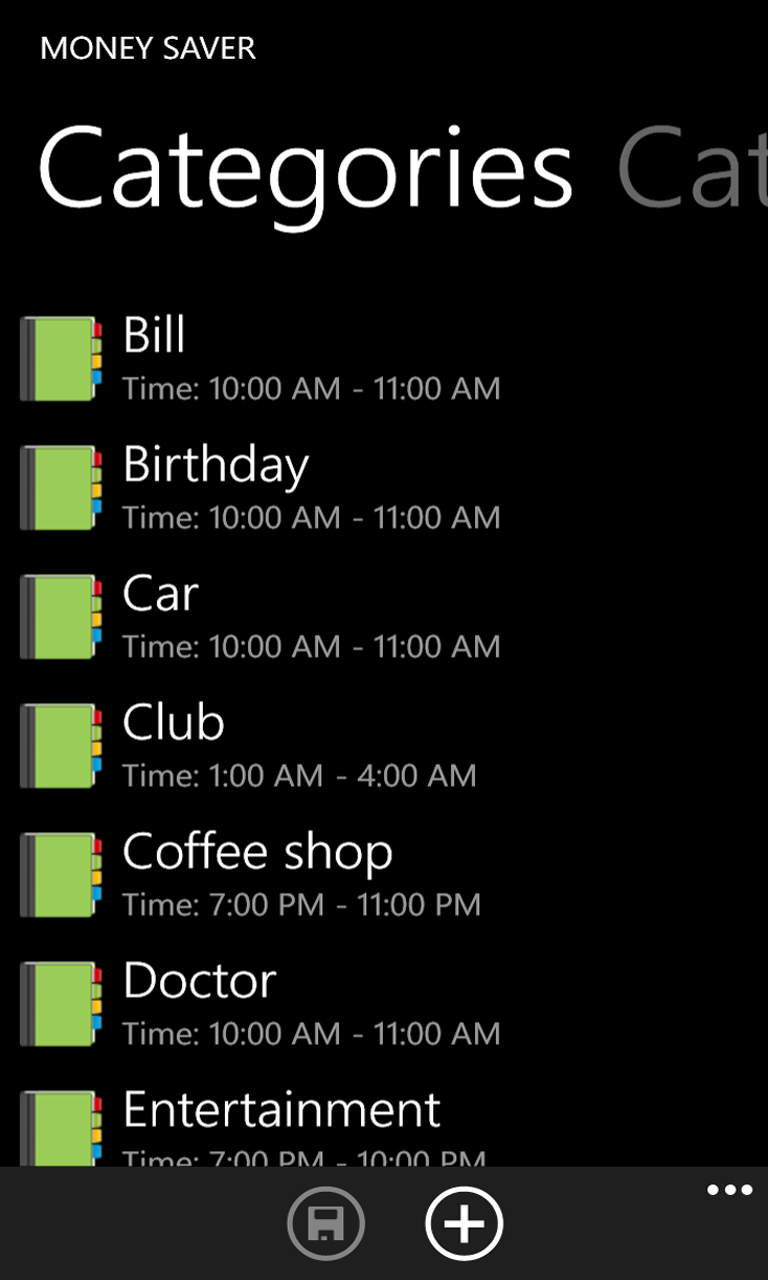 MONEY SAVER
Categories Cat
Bill
Time: 10:00 AM - 11:00 AM
Birthday
Time: 10:00 AM - 11:00 AM
Car
Time: 10:00 AM - 11:00 AM
Club
Time: 1:00 AM - 4:00 AM
Coffee shop
Time: 7:00 PM - 11:00 PM
Doctor
Time: 10:00 AM - 11:00 AM
Entertainment
Time: 7:00 PM - 10:00 PM